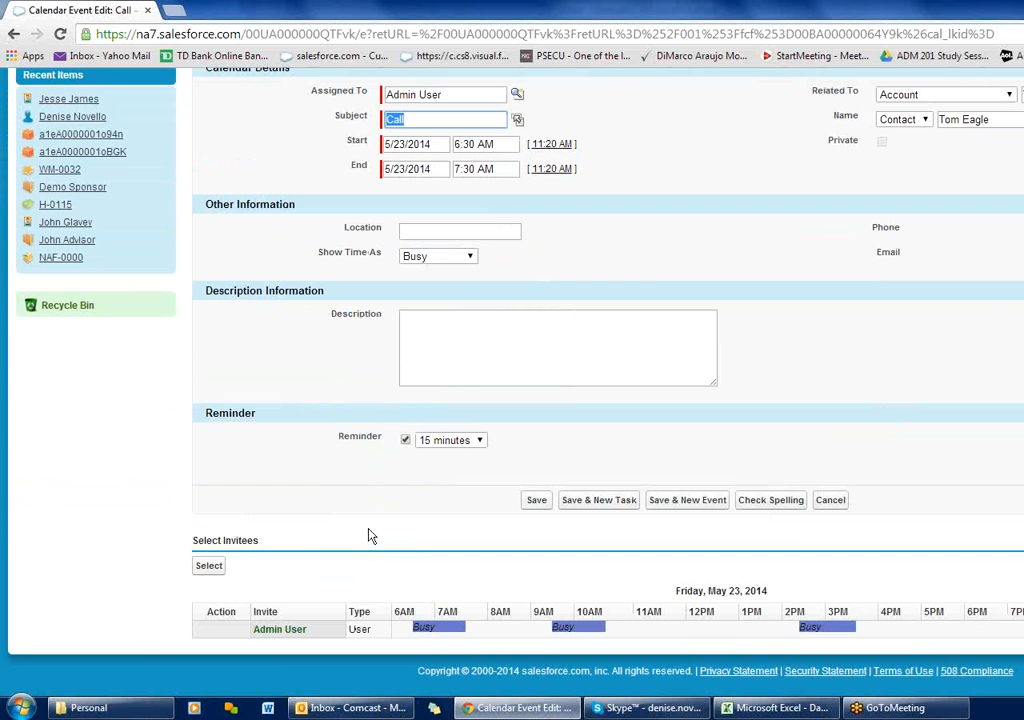 Calendar Event Edit: Call –
https://na7.salesforce.com/00UA000000QTFvk/e?retURL=%2F00UA000000QTFvk%3FretURL%3D%252F001%253Ffcf%253D00BA00000064Y9k%26cal_lkid%3D
Apps Inbox - Yahoo Mail TD Bank Online Ban... salesforce.com - Cu... https://c.cs8.visual.f... PSECU - One of the l... DiMarco Araujo Mo... StartMeeting - Meet... ADM 201 Study Sess...
Recent Items
Calendar Details
Jesse James
Denise Novello
a1eA0000001o94n
a1eA0000001oBGK
WM-0032
Demo Sponsor
H-0115
John Glavey
John Advisor
NAF-0000
Recycle Bin
Assigned To Admin User Related To Account
Subject Call Name Contact Tom Eagle
Start 5/23/2014 6:30 AM [ 11:20 AM ] Private
End 5/23/2014 7:30 AM [ 11:20 AM ]
Other Information
Location Phone
Show Time As Busy Email
Description Information
Description
Reminder
Reminder 15 minutes
Save Save & New Task Save & New Event Check Spelling Cancel
Select Invitees
Select
Friday, May 23, 2014
Action Invite Type 6AM 7AM 8AM 9AM 10AM 11AM 12PM 1PM 2PM 3PM 4PM 5PM 6PM 7P
Admin User User Busy Busy Busy
Copyright © 2000-2014 salesforce.com, inc. All rights reserved. | Privacy Statement | Security Statement | Terms of Use | 508 Compliance
Personal Inbox - Comcast - M... Calendar Event Edit: ... Skype™ - denise.nov... Microsoft Excel - Da... GoToMeeting